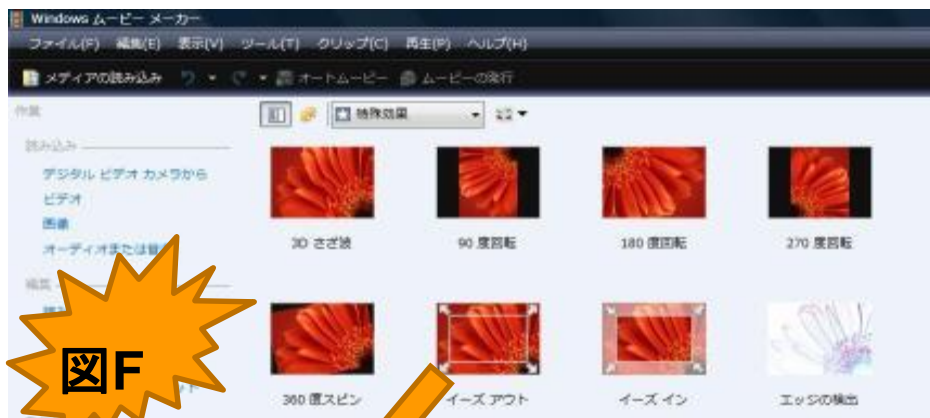 Windows ムービー メーカー
ファイル(F) 編集(E) 表示(V) ツール(T) クリップ(C) 再生(P) ヘルプ(H)
メディアの読み込み オートムービー ムービーの発行
作業
特殊効果
読み込み
デジタル ビデオ カメラから
ビデオ
画像
オーディオまたは
3D さざ波 90 度回転 180 度回転 270 度回転
編集
図F
360 度スピン イーズ アウト イーズ イン エッジの検出